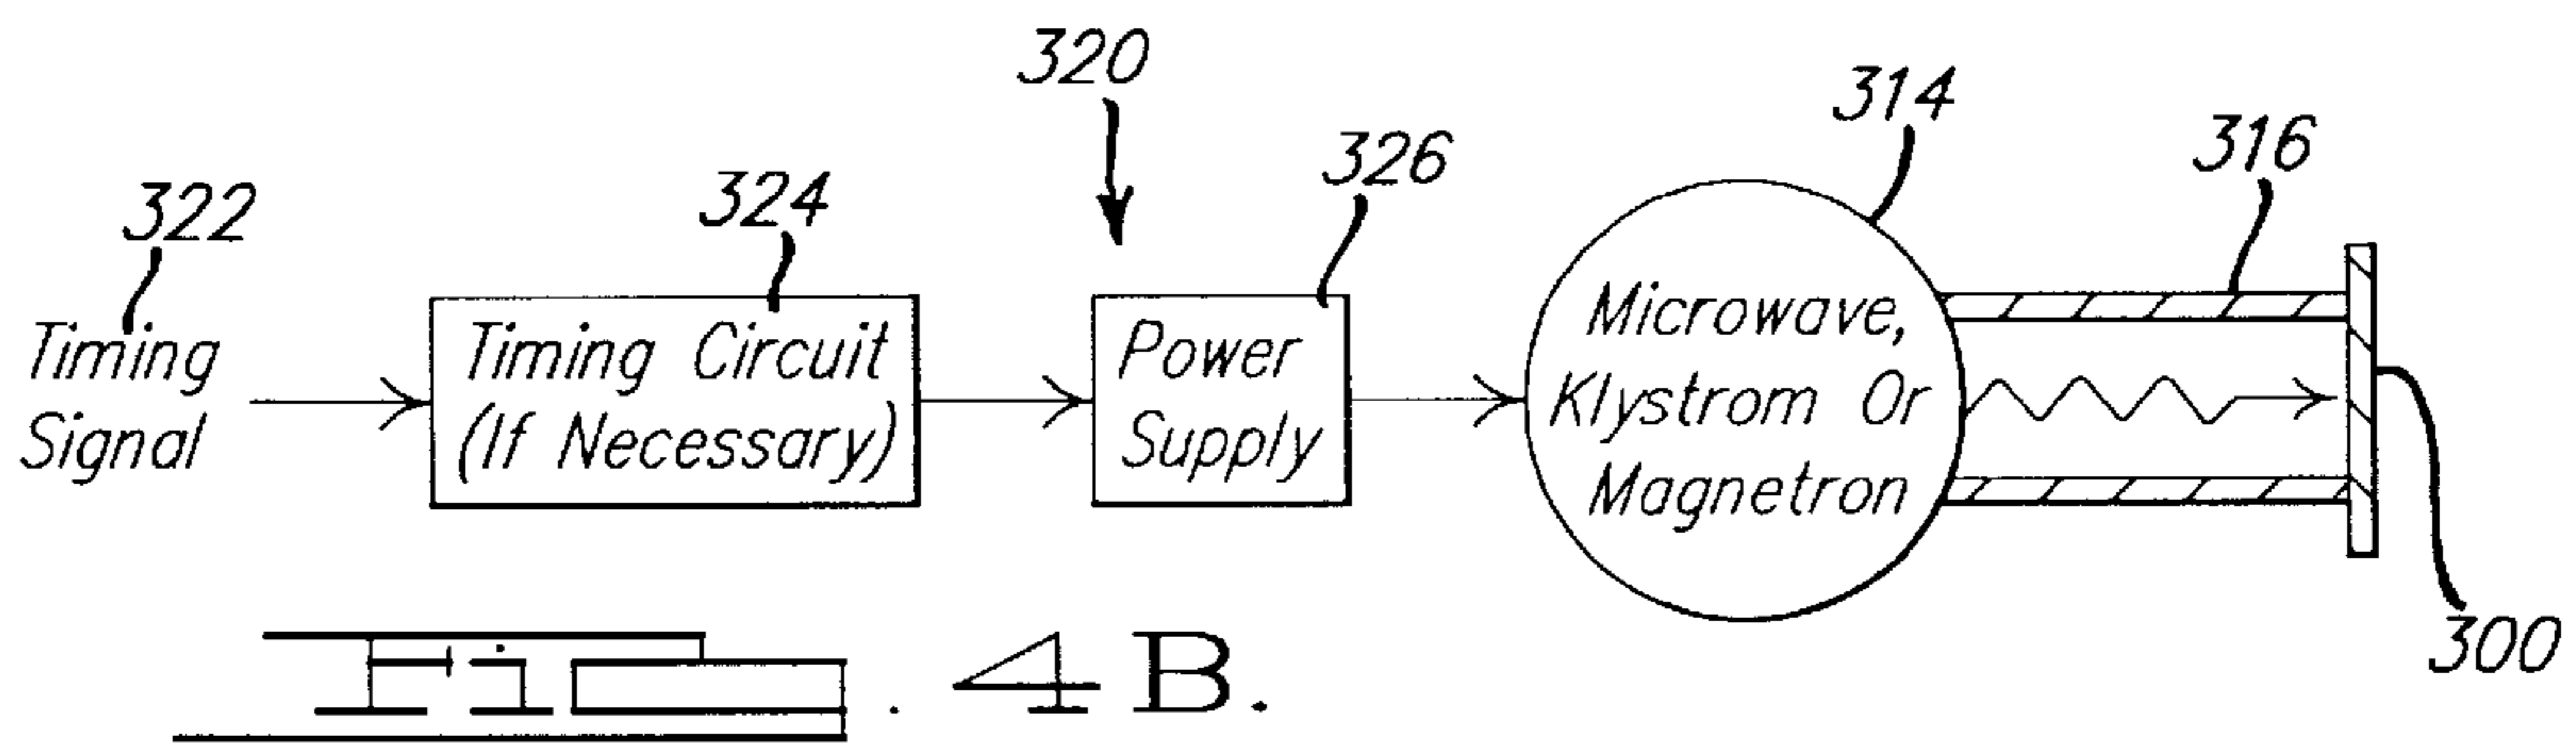 320
314
316
326
324
322
Timing
Signal
Timing Circuit
(If Necessary)
Power
Supply
Microwave,
Klystrom Or
Magnetron
300
Fig. 4B.